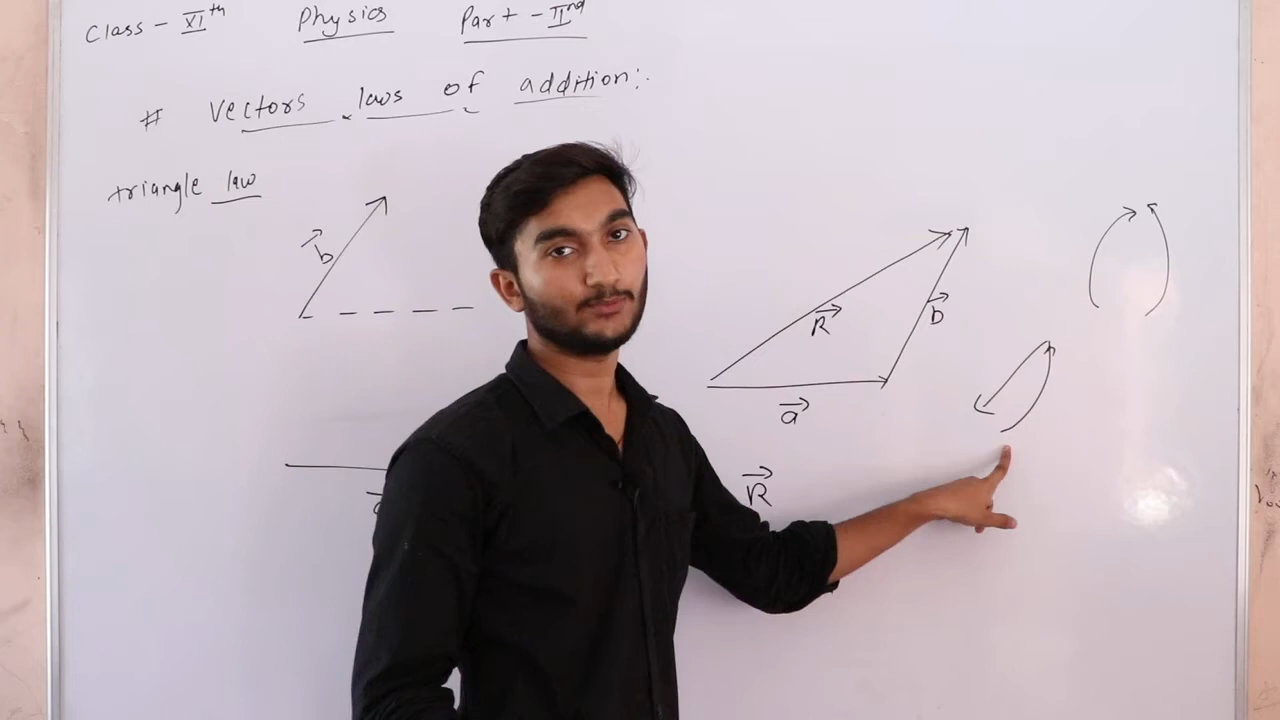 Class - XIth Physics Part - IInd
# Vectors laws of addition:-
triangle law
b
R
b
a
R